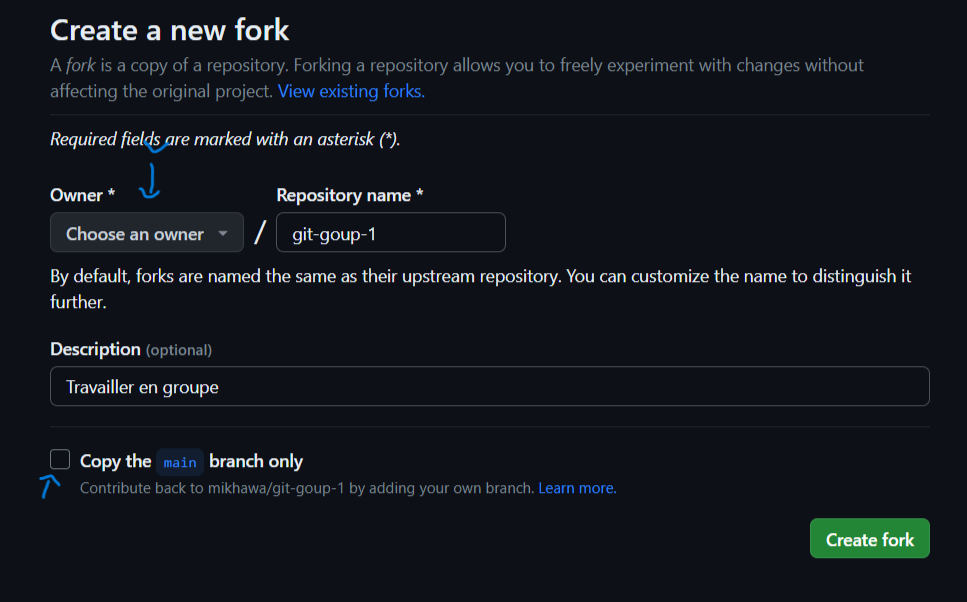 Create a new fork
A fork is a copy of a repository. Forking a repository allows you to freely experiment with changes without
affecting the original project. View existing forks.
Required fields are marked with an asterisk (*).
Owner *
Repository name *
Choose an owner
/
git-goup-1
By default, forks are named the same as their upstream repository. You can customize the name to distinguish it
further.
Description (optional)
Travailler en groupe
Copy the main branch only
Contribute back to mikhawa/git-goup-1 by adding your own branch. Learn more.
Create fork